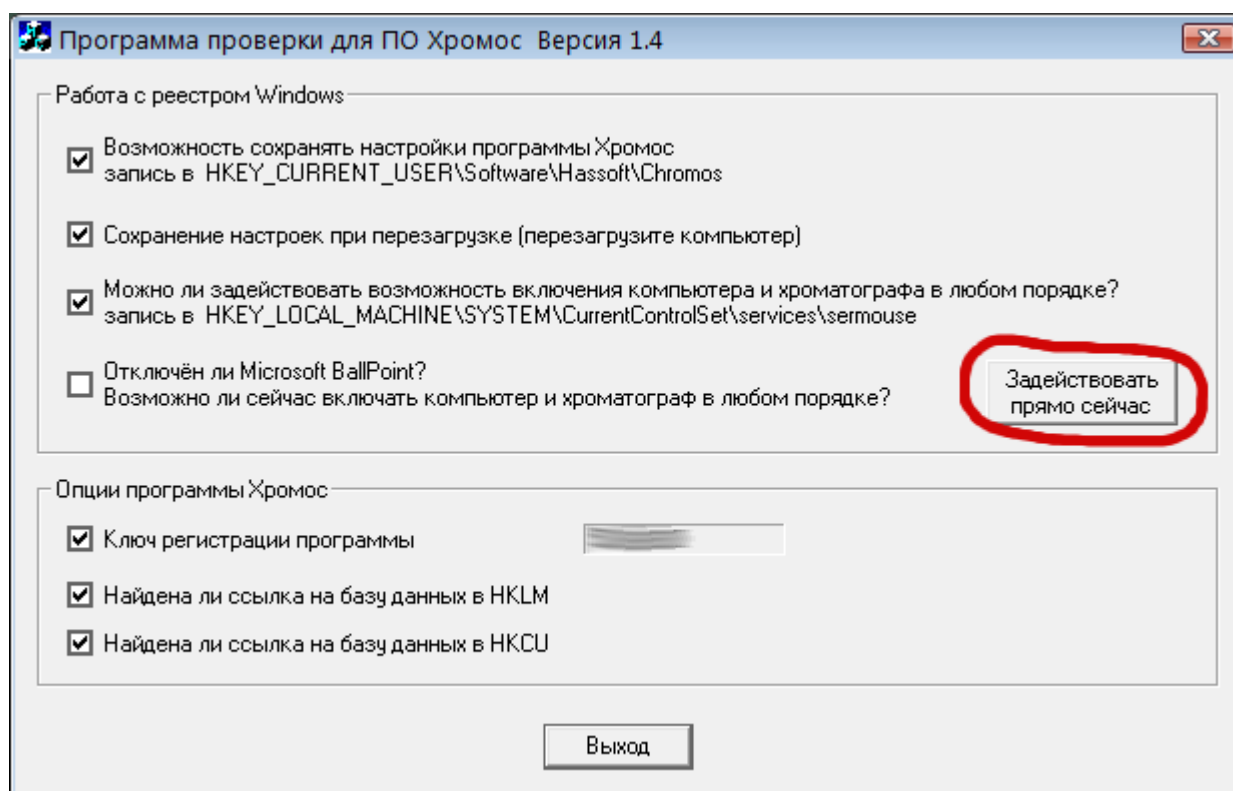 Программа проверки для ПО Хромос Версия 1.4
Работа с реестром Windows
Возможность сохранять настройки программы Хромос
запись в HKEY_CURRENT_USER\Software\Hassoft\Chromos
Сохранение настроек при перезагрузке (перезагрузите компьютер)
Можно ли задействовать возможность включения компьютера и хроматографа в любом порядке?
запись в HKEY_LOCAL_MACHINE\SYSTEM\CurrentControlSet\services\sermouse
Отключён ли Microsoft BallPoint?
Возможно ли сейчас включать компьютер и хроматограф в любом порядке?
Задействовать
прямо сейчас
Опции программы Хромос
Ключ регистрации программы
Найдена ли ссылка на базу данных в HKLM
Найдена ли ссылка на базу данных в HKCU
Выход